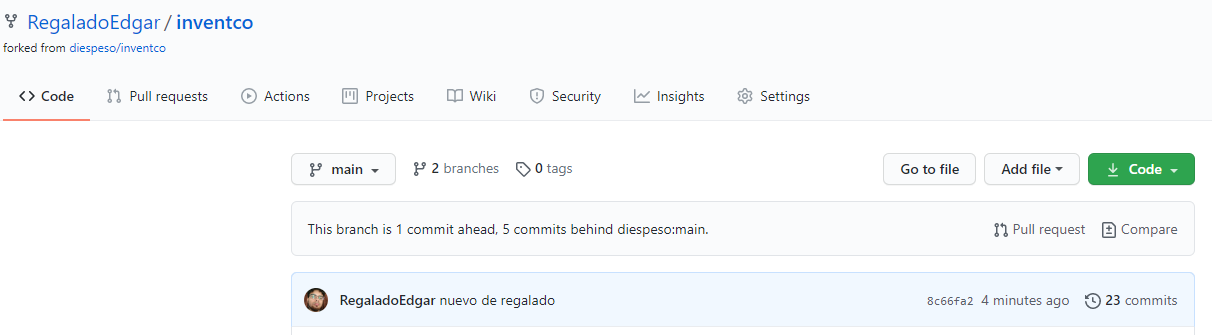 RegaladoEdgar / inventco
forked from diespeso/inventco
Code Pull requests Actions Projects Wiki Security Insights Settings
main 2 branches 0 tags Go to file Add file Code
This branch is 1 commit ahead, 5 commits behind diespeso:main. Pull request Compare
RegaladoEdgar nuevo de regalado 8c66fa2 4 minutes ago 23 commits